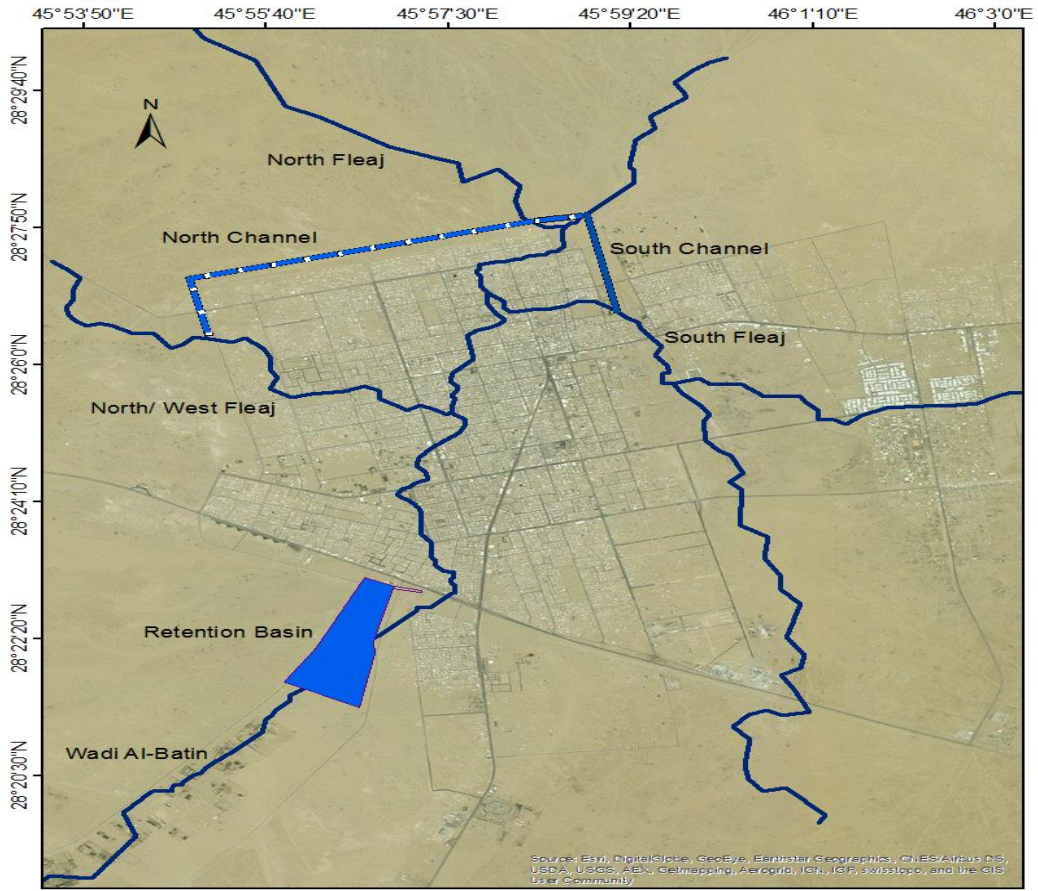 45°53'50"E 45°55'40"E 45°57'30"E 45°59'20"E 46°1'10"E 46°3'0"E
28°29'40"N
N
North Fleaj
28°27'50"N
North Channel
South Channel
28°26'0"N
South Fleaj
North/ West Fleaj
28°24'10"N
28°22'20"N
Retention Basin
Wadi Al-Batin
28°20'30"N
Source: Esri, DigitalGlobe, GeoEye, Earthstar Geographics, CNES/Airbus DS,
USDA, USGS, AEX, Getmapping, Aerogrid, IGN, IGP, swisstopo, and the GIS
User Community